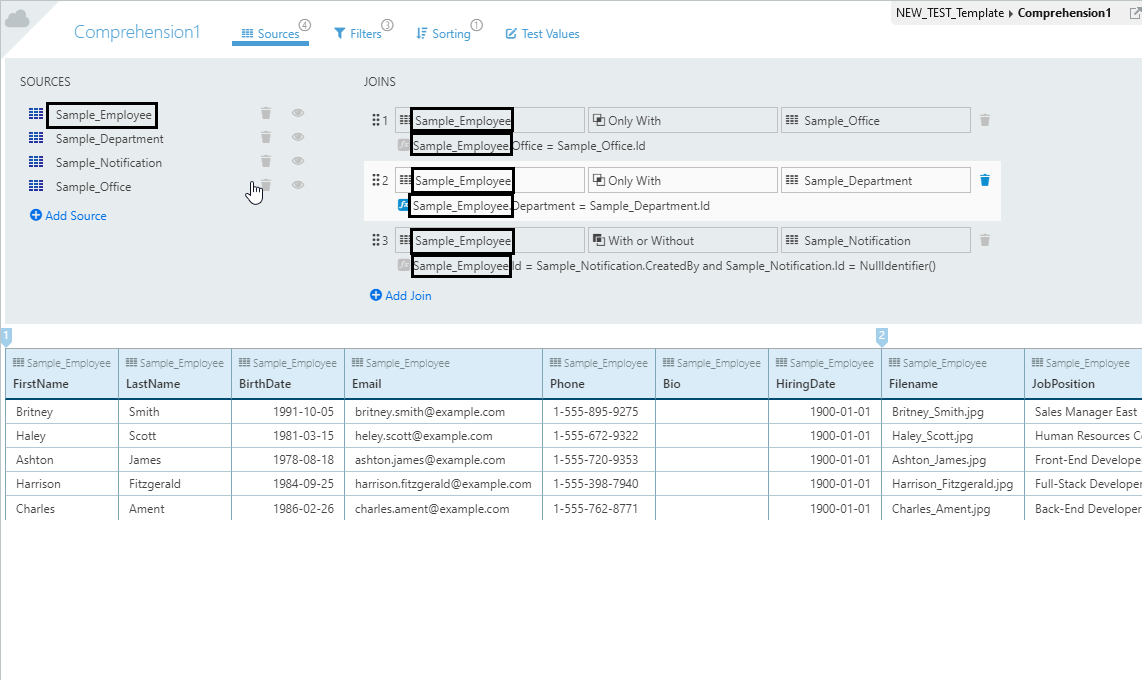 NEW_TEST_Template ▸ Comprehension1
Comprehension1 Sources 4 Filters 3 Sorting 1 Test Values
SOURCES
Sample_Employee
Sample_Department
Sample_Notification
Sample_Office
Add Source
JOINS
1 Sample_Employee Only With Sample_Office
Sample_Employee.Office = Sample_Office.Id
2 Sample_Employee Only With Sample_Department
Sample_Employee.Department = Sample_Department.Id
3 Sample_Employee With or Without Sample_Notification
Sample_Employee.Id = Sample_Notification.CreatedBy and Sample_Notification.Id = NullIdentifier()
Add Join
1 2
Sample_Employee Sample_Employee Sample_Employee Sample_Employee Sample_Employee Sample_Employee Sample_Employee Sample_Employee Sample_Employee
FirstName LastName BirthDate Email Phone Bio HiringDate Filename JobPosition
Britney Smith 1991-10-05 britney.smith@example.com 1-555-895-9275 1900-01-01 Britney_Smith.jpg Sales Manager East
Haley Scott 1981-03-15 heley.scott@example.com 1-555-672-9322 1900-01-01 Haley_Scott.jpg Human Resources C
Ashton James 1978-08-18 ashton.james@example.com 1-555-720-9353 1900-01-01 Ashton_James.jpg Front-End Develope
Harrison Fitzgerald 1984-09-25 harrison.fitzgerald@example.com 1-555-398-7940 1900-01-01 Harrison_Fitzgerald.jpg Full-Stack Developer
Charles Ament 1986-02-26 charles.ament@example.com 1-555-762-8771 1900-01-01 Charles_Ament.jpg Back-End Develope